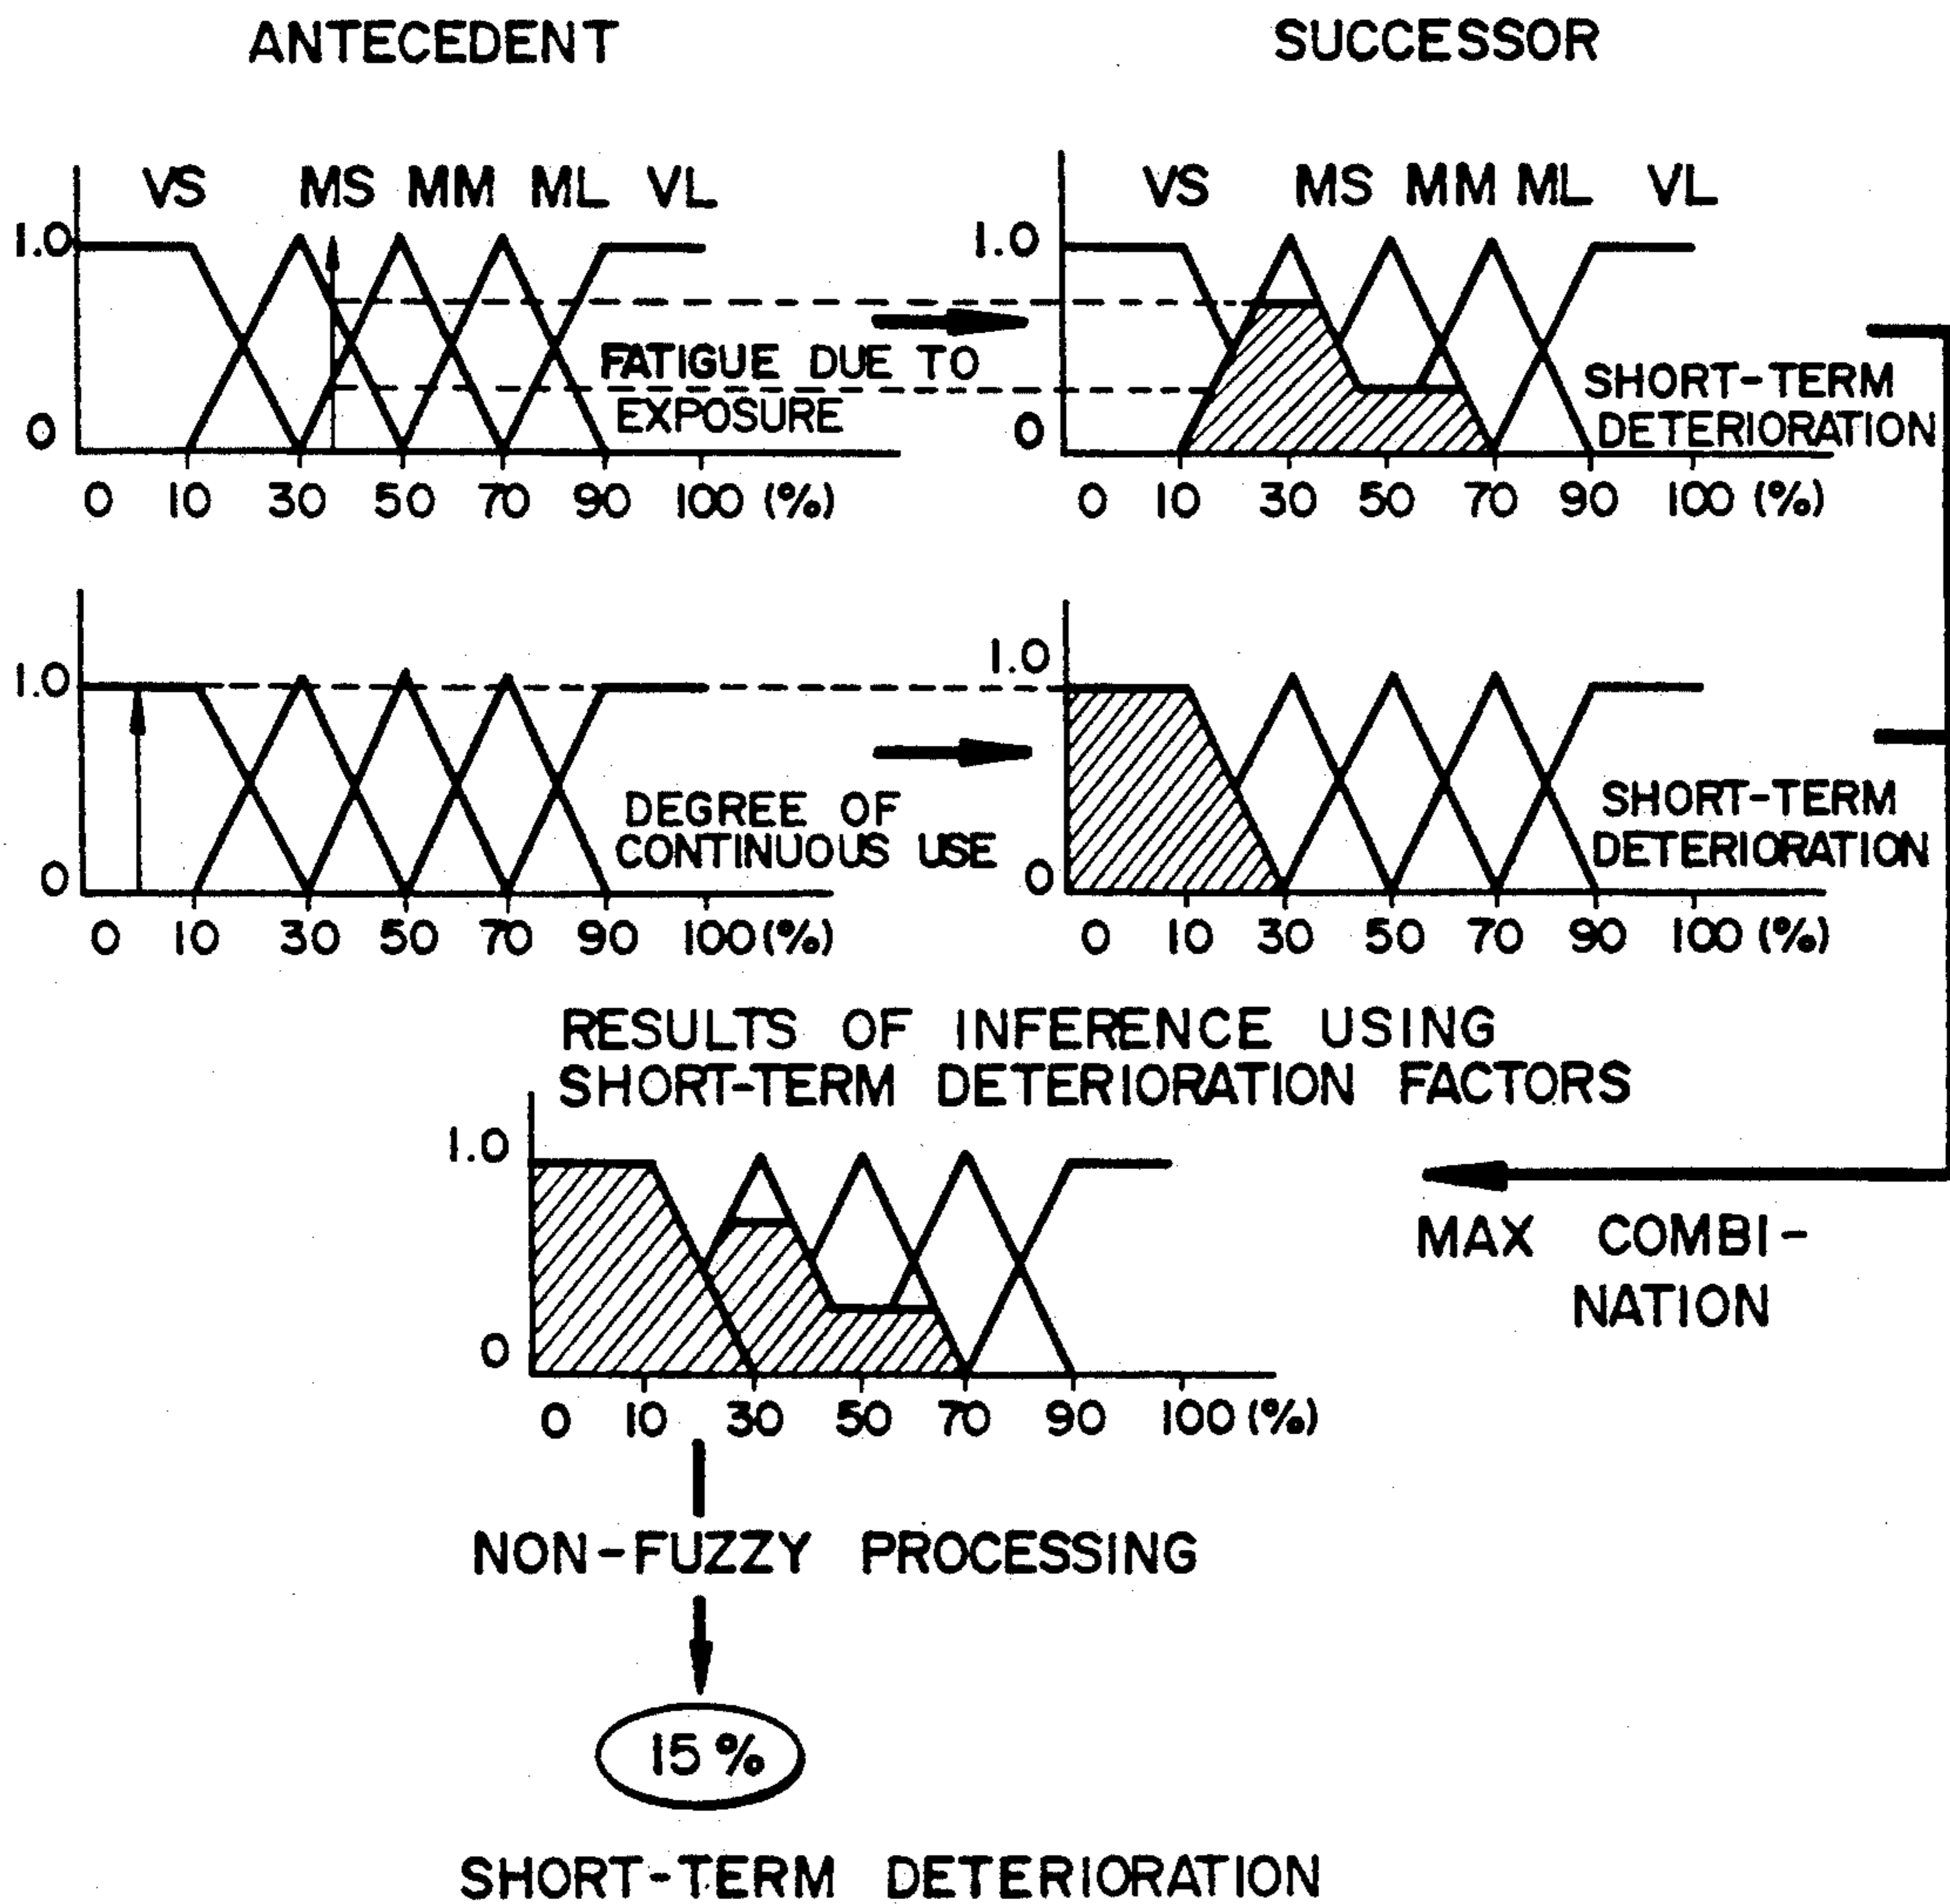 ANTECEDENT
SUCCESSOR
VS MS MM ML VL
VS MS MM ML VL
1.0
1.0
FATIGUE DUE TO
EXPOSURE
SHORT-TERM
DETERIORATION
0
0
0 10 30 50 70 90 100 (%)
0 10 30 50 70 90 100 (%)
1.0
1.0
DEGREE OF
CONTINUOUS USE
SHORT-TERM
DETERIORATION
0
0
0 10 30 50 70 90 100 (%)
0 10 30 50 70 90 100 (%)
RESULTS OF INFERENCE USING
SHORT-TERM DETERIORATION FACTORS
1.0
0
0 10 30 50 70 90 100 (%)
MAX COMBI-
NATION
NON-FUZZY PROCESSING
15%
SHORT-TERM DETERIORATION